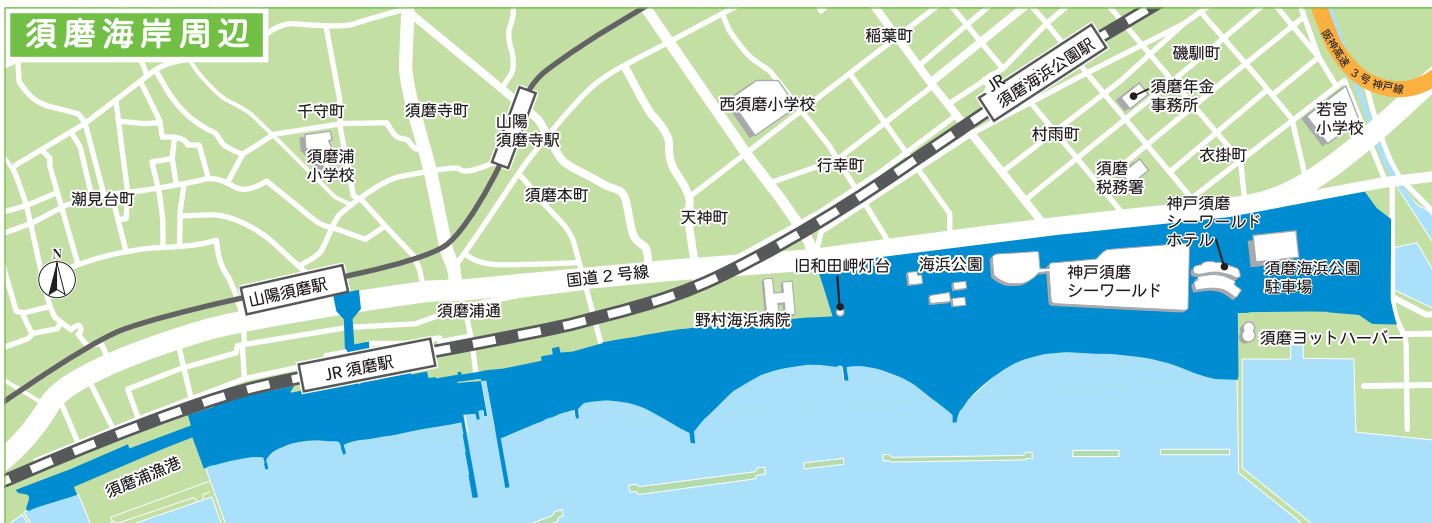 須磨海岸周辺
稲葉町
磯馴町
阪神高速 3号 神戸線
JR
須磨海浜公園駅
須磨年金
事務所
千守町
須磨寺町
山陽
須磨寺駅
西須磨小学校
若宮
小学校
村雨町
須磨浦
小学校
行幸町
衣掛町
須磨
税務署
潮見台町
須磨本町
天神町
神戸須磨
シーワールド
ホテル
N
国道2号線
旧和田岬灯台
海浜公園
神戸須磨
シーワールド
須磨海浜公園
駐車場
山陽須磨駅
須磨浦通
野村海浜病院
須磨ヨットハーバー
JR 須磨駅
須磨浦漁港